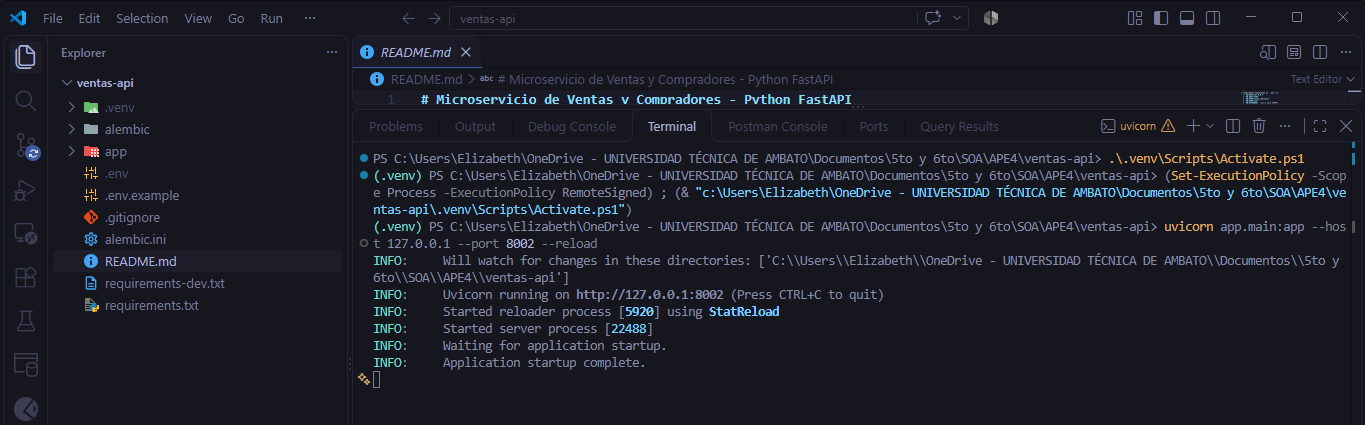 File Edit Selection View Go Run ···
ventas-api
Explorer ···
ventas-api
.venv
alembic
app
.env
.env.example
.gitignore
alembic.ini
README.md
requirements-dev.txt
requirements.txt
README.md
README.md > abc # Microservicio de Ventas y Compradores - Python FastAPI
Text Editor
1 # Microservicio de Ventas y Compradores - Python FastAPI
Problems Output Debug Console Terminal Postman Console Ports Query Results
uvicorn
PS C:\Users\Elizabeth\OneDrive - UNIVERSIDAD TÉCNICA DE AMBATO\Documentos\5to y 6to\SOA\APE4\ventas-api> .\.venv\Scripts\Activate.ps1
(.venv) PS C:\Users\Elizabeth\OneDrive - UNIVERSIDAD TÉCNICA DE AMBATO\Documentos\5to y 6to\SOA\APE4\ventas-api> (Set-ExecutionPolicy -Scop
e Process -ExecutionPolicy RemoteSigned) ; (& "c:\Users\Elizabeth\OneDrive - UNIVERSIDAD TÉCNICA DE AMBATO\Documentos\5to y 6to\SOA\APE4\ve
ntas-api\.venv\Scripts\Activate.ps1")
(.venv) PS C:\Users\Elizabeth\OneDrive - UNIVERSIDAD TÉCNICA DE AMBATO\Documentos\5to y 6to\SOA\APE4\ventas-api> uvicorn app.main:app --hos
t 127.0.0.1 --port 8002 --reload
INFO: Will watch for changes in these directories: ['C:\\Users\\Elizabeth\\OneDrive - UNIVERSIDAD TÉCNICA DE AMBATO\\Documentos\\5to y
6to\\SOA\\APE4\\ventas-api']
INFO: Uvicorn running on http://127.0.0.1:8002 (Press CTRL+C to quit)
INFO: Started reloader process [5920] using StatReload
INFO: Started server process [22488]
INFO: Waiting for application startup.
INFO: Application startup complete.